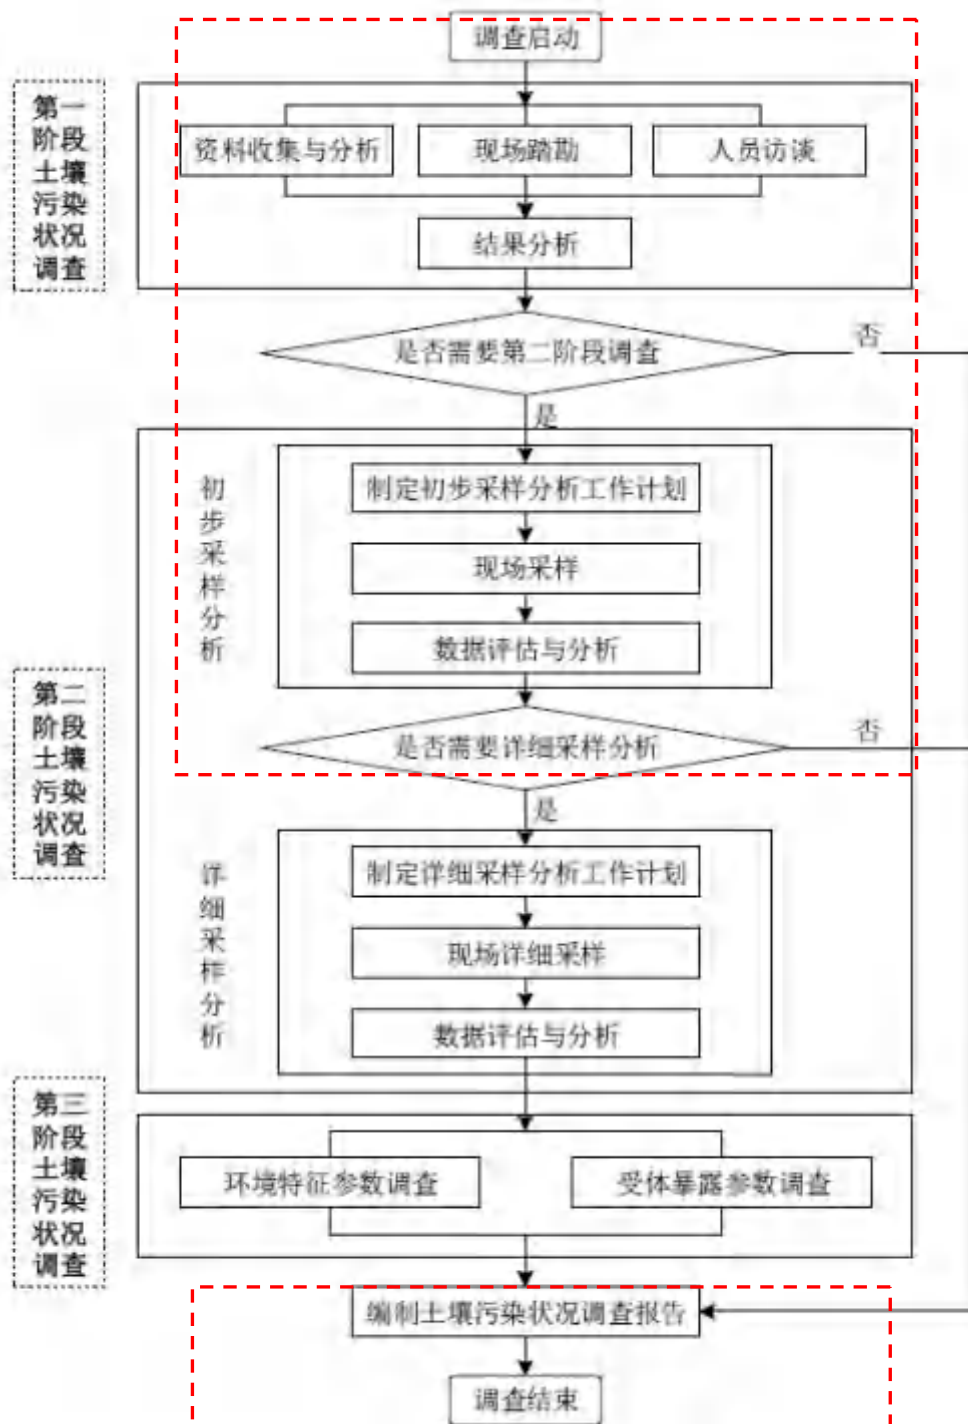 调查启动
第一
阶段
土壤
污染
状况
调查
资料收集与分析
现场踏勘
人员访谈
结果分析
是否需要第二阶段调查
否
是
第二
阶段
土壤
污染
状况
调查
初步采样分析
制定初步采样分析工作计划
现场采样
数据评估与分析
是否需要详细采样分析
否
是
详细采样分析
制定详细采样分析工作计划
现场详细采样
数据评估与分析
第三
阶段
土壤
污染
状况
调查
环境特征参数调查
受体暴露参数调查
编制土壤污染状况调查报告
调查结束